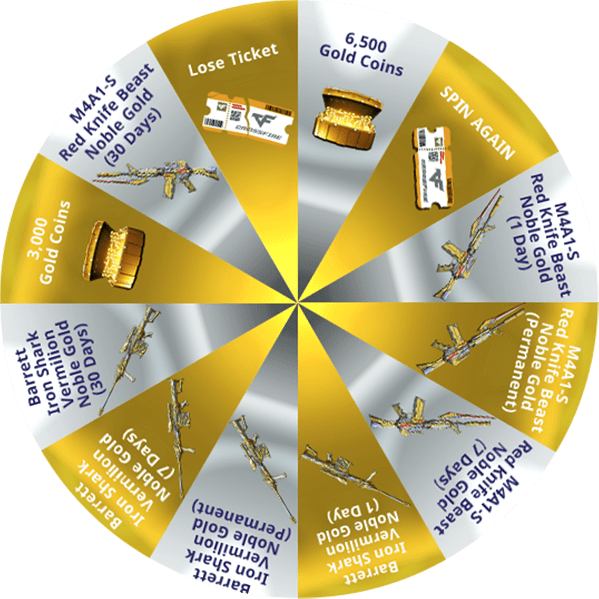 6,500
Gold Coins
SPIN AGAIN
M4A1-S
Red Knife Beast
Noble Gold
(1 Day)
M4A1-S
Red Knife Beast
Noble Gold
(Permanent)
M4A1-S
Red Knife Beast
Noble Gold
(7 Days)
Barrett
Iron Shark
Vermilion
Noble Gold
(1 Day)
Barrett
Iron Shark
Vermilion
Noble Gold
(Permanent)
Barrett
Iron Shark
Vermilion
Noble Gold
(7 Days)
Barrett
Iron Shark
Vermilion
Noble Gold
(30 Days)
3,000
Gold Coins
M4A1-S
Red Knife Beast
Noble Gold
(30 Days)
Lose Ticket
CROSSFIRE